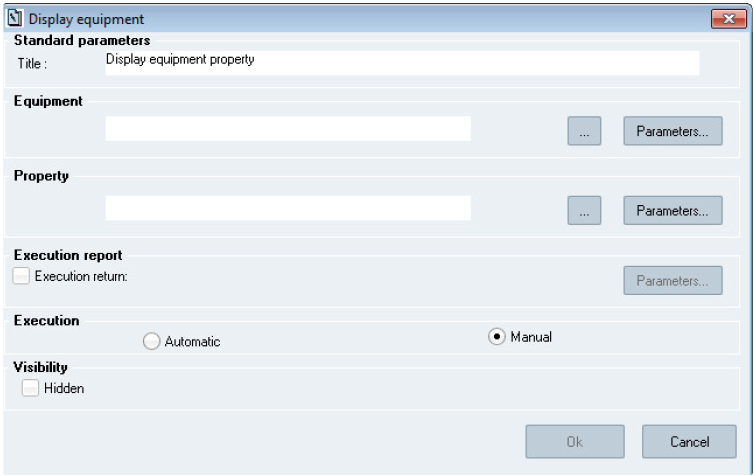 Display equipment
Standard parameters
Title : Display equipment property
Equipment
... Parameters...
Property
... Parameters...
Execution report
Execution return: Parameters...
Execution
Automatic Manual
Visibility
Hidden
Ok Cancel